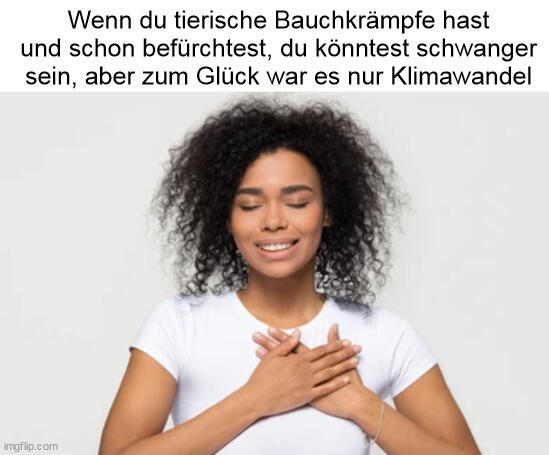 Wenn du tierische Bauchkrämpfe hast
und schon befürchtest, du könntest schwanger
sein, aber zum Glück war es nur Klimawandel
imgflip.com